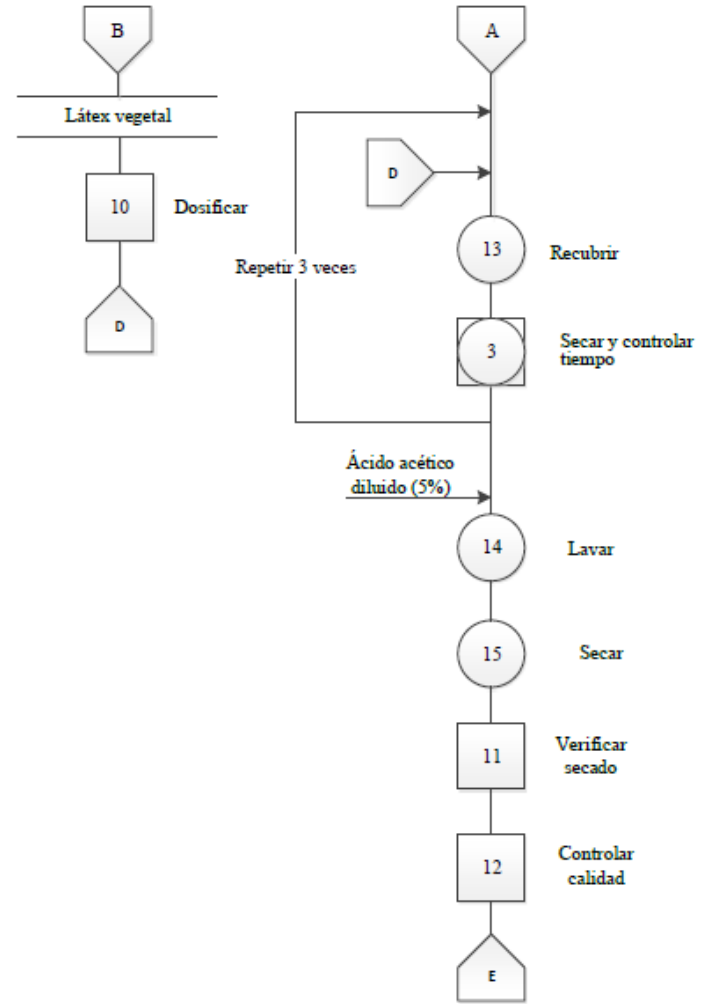 B
Látex vegetal
10
Dosificar
D
A
D
Repetir 3 veces
13
Recubrir
3
Secar y controlar
tiempo
Ácido acético
diluido (5%)
14
Lavar
15
Secar
11
Verificar
secado
12
Controlar
calidad
E